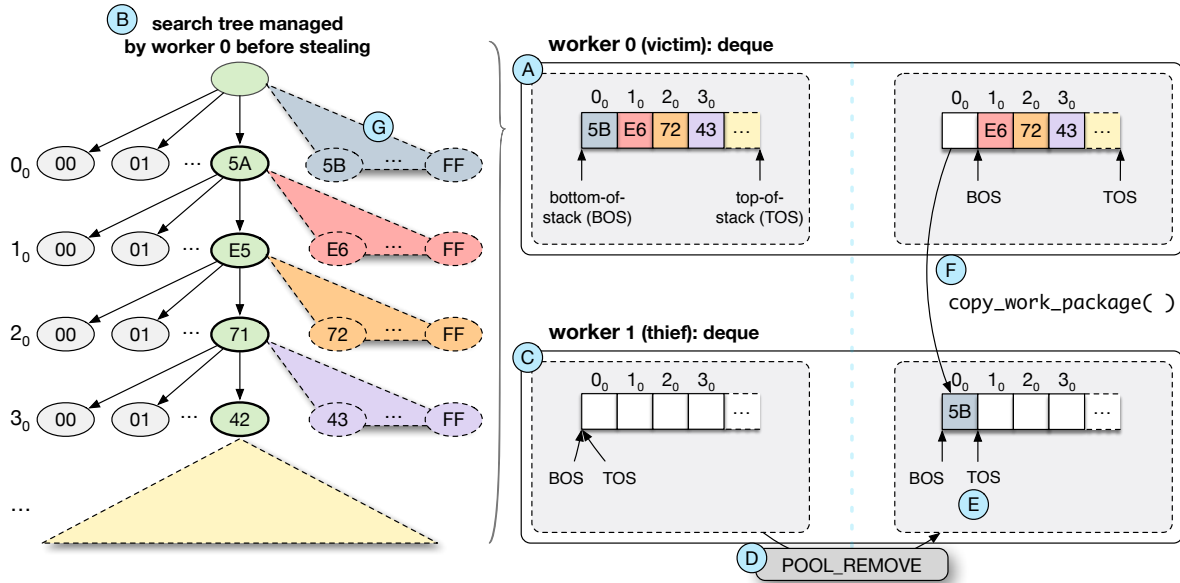 B
search tree managed
by worker 0 before stealing
0₀ 00 01 ... 5A 5B ... FF
G
1₀ 00 01 ... E5 E6 ... FF
2₀ 00 01 ... 71 72 ... FF
3₀ 00 01 ... 42 43 ... FF
...
worker 0 (victim): deque
A
0₀ 1₀ 2₀ 3₀
5B E6 72 43 ...
bottom-of-
stack (BOS)
top-of-
stack (TOS)
0₀ 1₀ 2₀ 3₀
E6 72 43 ...
BOS TOS
F
copy_work_package( )
worker 1 (thief): deque
C
0₀ 1₀ 2₀ 3₀
...
BOS TOS
0₀ 1₀ 2₀ 3₀
5B ...
BOS TOS
E
D
POOL_REMOVE